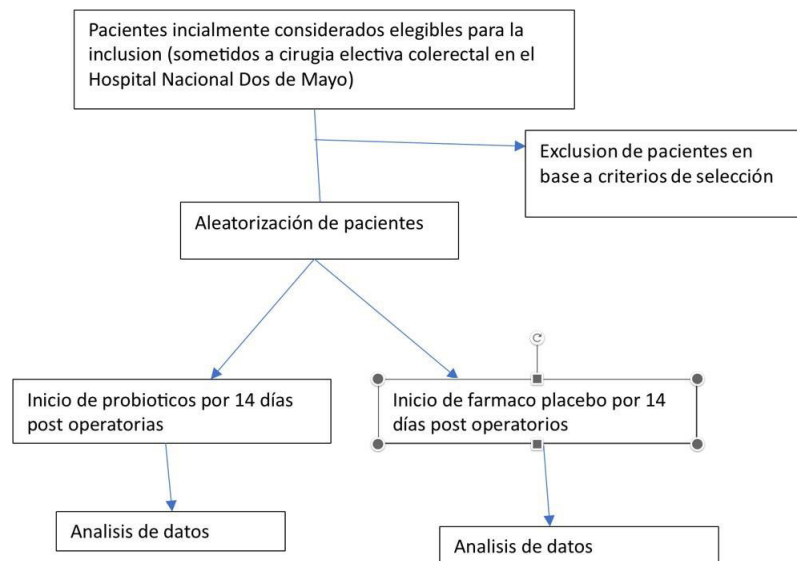 Pacientes incialmente considerados elegibles para la
inclusion (sometidos a cirugia electiva colerectal en el
Hospital Nacional Dos de Mayo)
Exclusion de pacientes en
base a criterios de selección
Aleatorización de pacientes
Inicio de probioticos por 14 días
post operatorias
Inicio de farmaco placebo por 14
días post operatorios
Analisis de datos
Analisis de datos